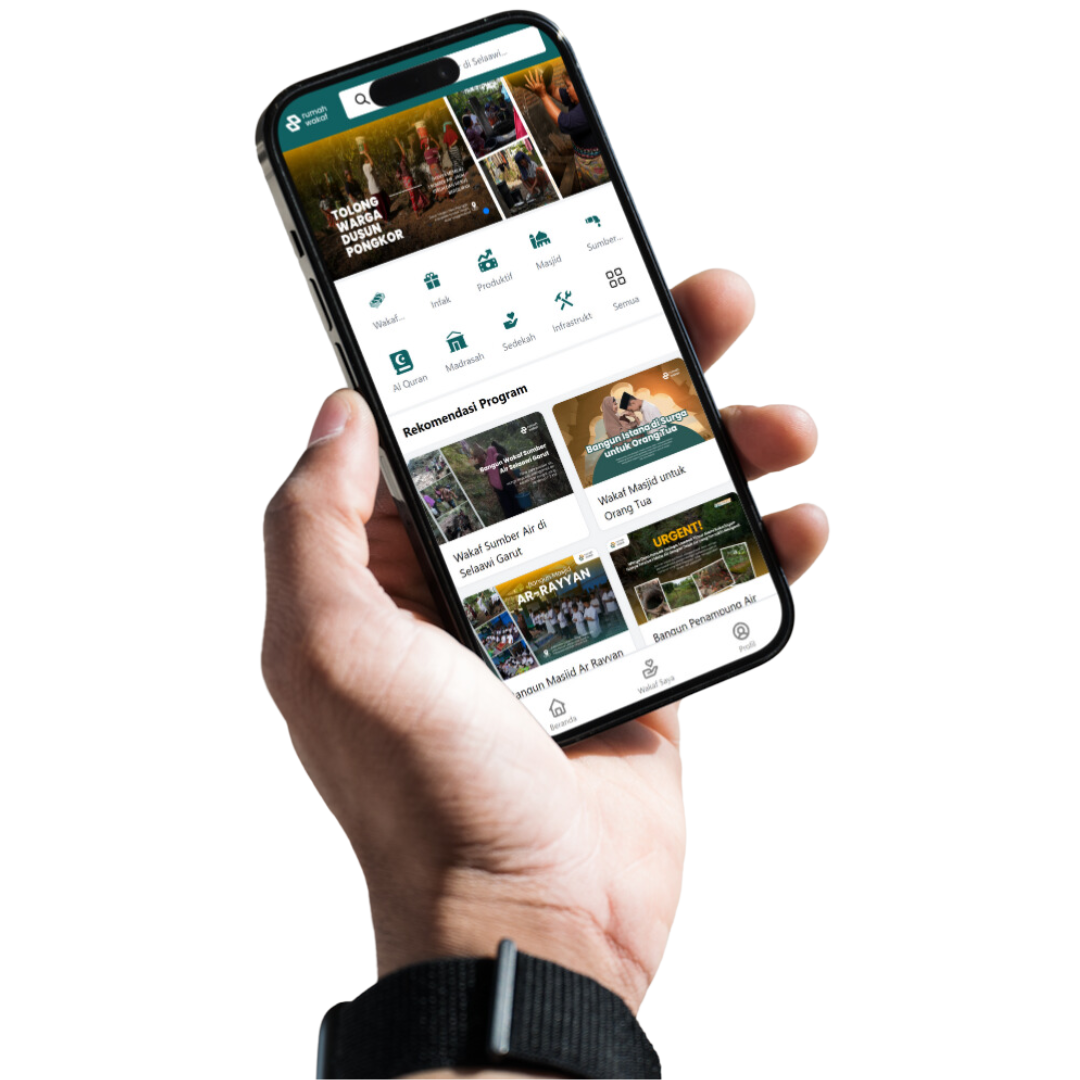 rumah
wakaf
di Selaawi...
TOLONG
WARGA
DUSUN
PONGKOR
Wakaf...
Infak
Produktif
Masjid
Sumber...
Al Quran
Madrasah
Sedekah
Infrastrukt
Semua
Rekomendasi Program
Bangun Wakaf Sumber
Air Selaawi Garut
Wakaf Sumber Air di
Selaawi Garut
Bangun Istana di Surga
untuk Orang Tua
Wakaf Masjid untuk
Orang Tua
Bangun Masjid
AR-RAYYAN
Bangun Masjid Ar Rayyan
URGENT!
Bangun Penampung Air
Beranda
Wakaf Saya
Profil